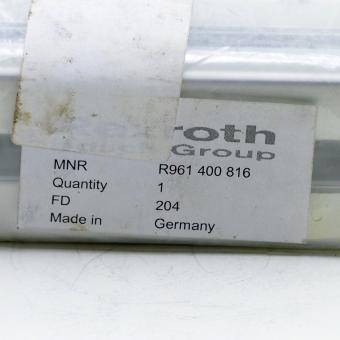 roth
Group
MNR R961 400 816
Quantity 1
FD 204
Made in Germany